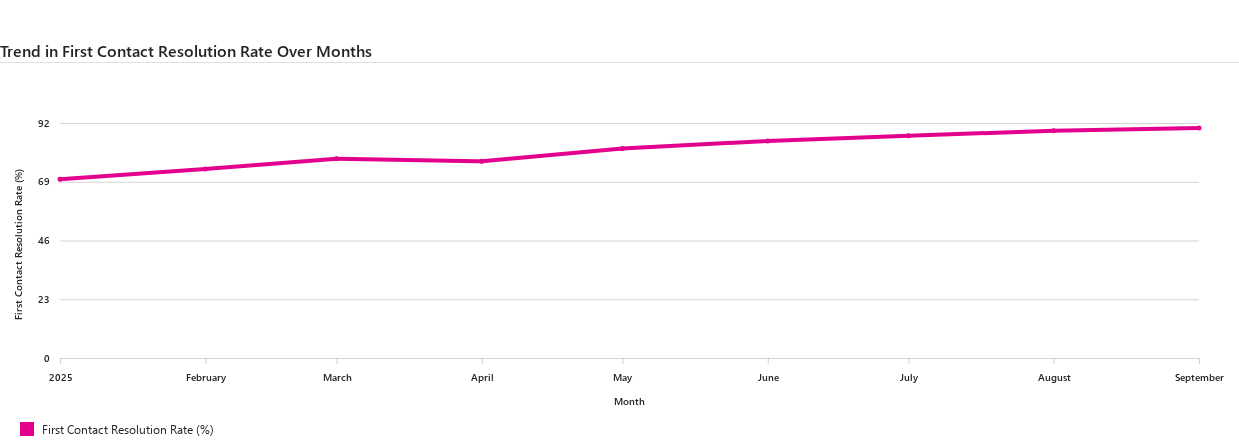 Trend in First Contact Resolution Rate Over Months
First Contact Resolution Rate (%)
92
69
46
23
0
2025 February March April May June July August September
Month
First Contact Resolution Rate (%)